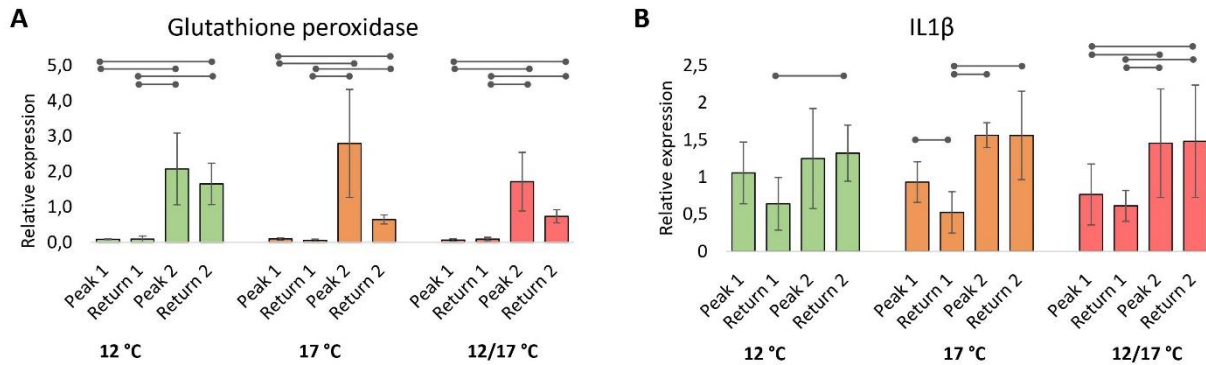 A
Glutathione peroxidase
Relative expression
5,0
4,0
3,0
2,0
1,0
0,0
Peak 1
Return 1
Peak 2
Return 2
Peak 1
Return 1
Peak 2
Return 2
Peak 1
Return 1
Peak 2
Return 2
12 °C
17 °C
12/17 °C
B
IL1β
Relative expression
2,5
2
1,5
1
0,5
0
Peak 1
Return 1
Peak 2
Return 2
Peak 1
Return 1
Peak 2
Return 2
Peak 1
Return 1
Peak 2
Return 2
12 °C
17 °C
12/17 °C